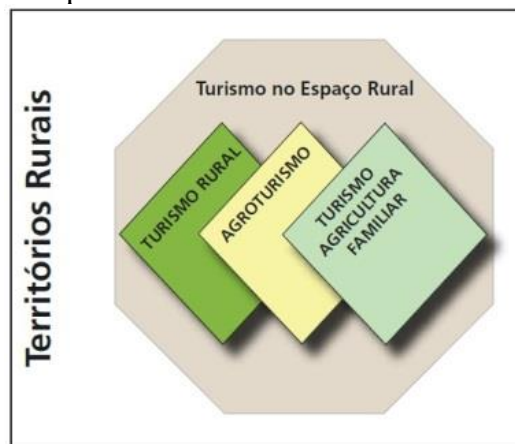 Territórios Rurais
Turismo no Espaço Rural
TURISMO RURAL
AGROTURISMO
TURISMO
AGRICULTURA
FAMILIAR